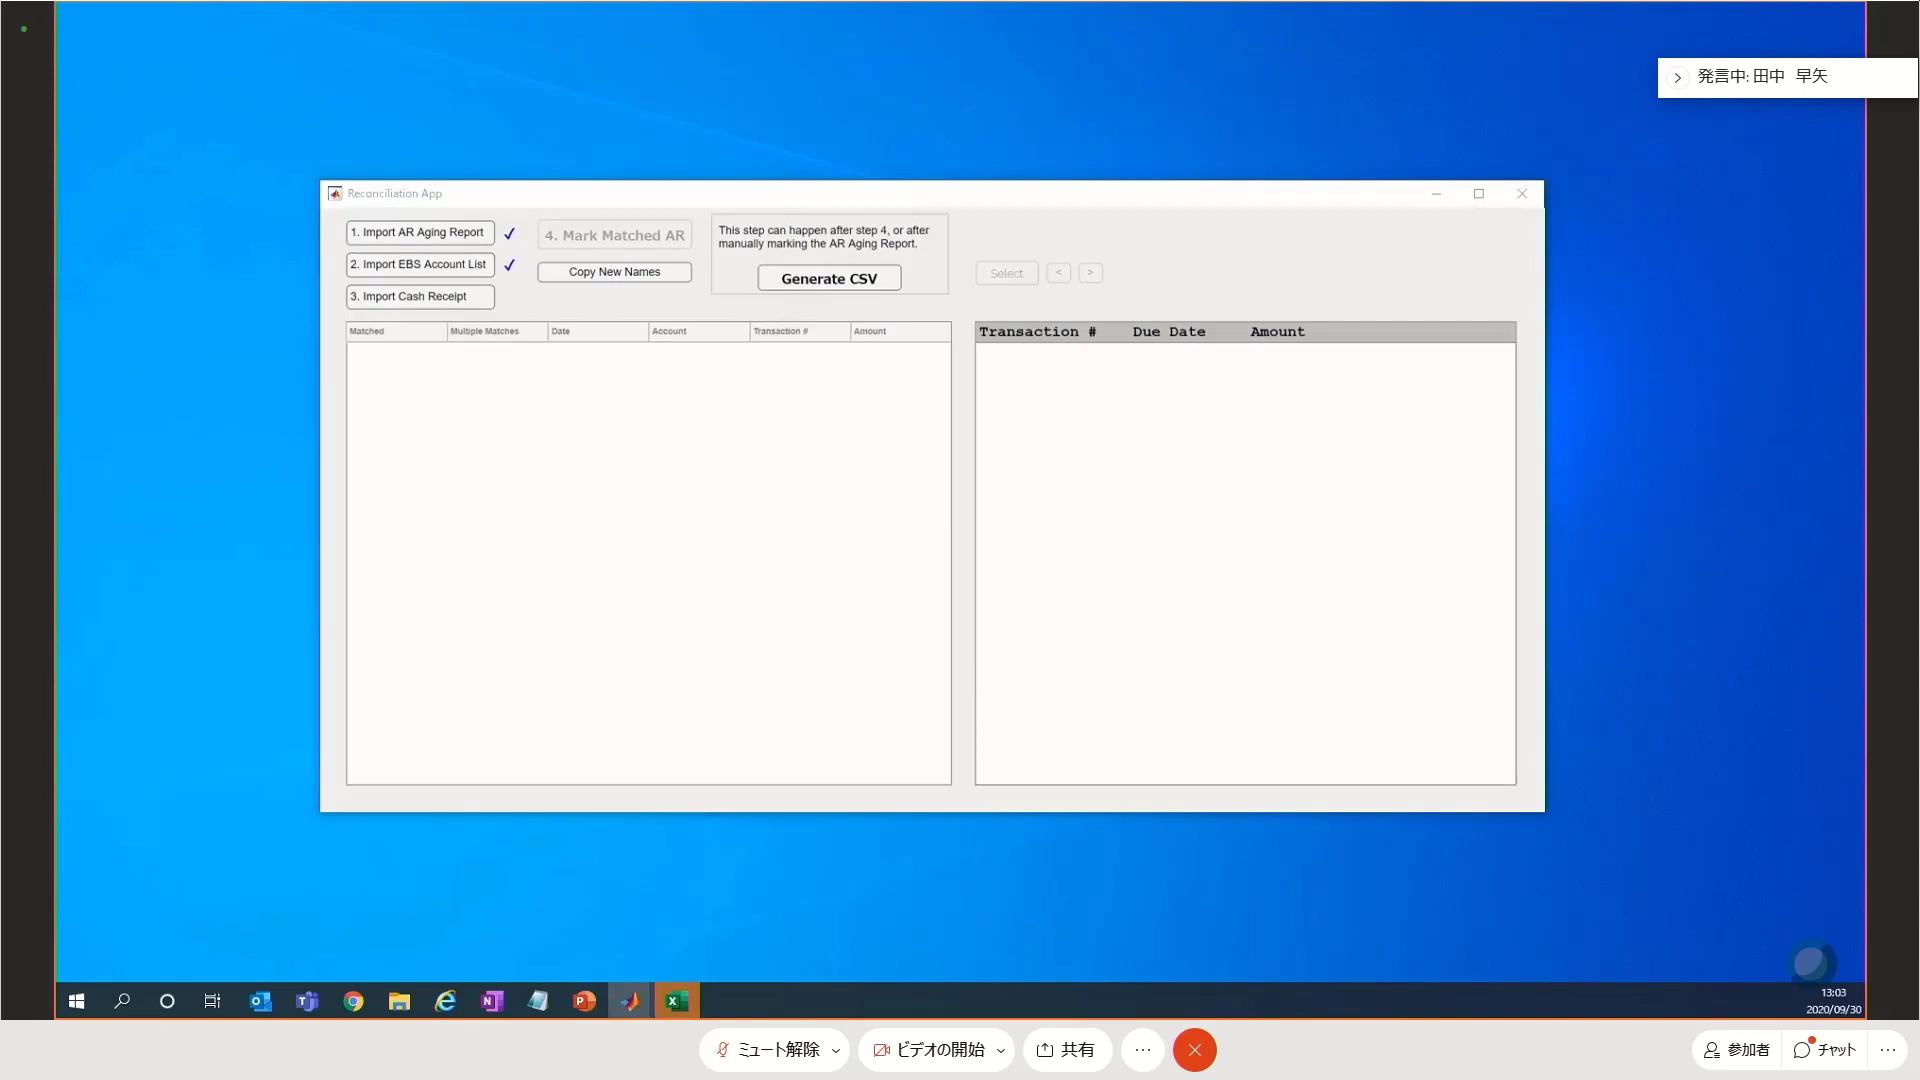 発言中: 田中 早矢
Reconciliation App
1. Import AR Aging Report
2. Import EBS Account List
3. Import Cash Receipt
4. Mark Matched AR
Copy New Names
This step can happen after step 4, or after
manually marking the AR Aging Report.
Generate CSV
Select < >
Matched Multiple Matches Date Account Transaction # Amount
Transaction # Due Date Amount
13:03
2020/09/30
ミュート解除 ビデオの開始 共有 ... 参加者 チャット ...